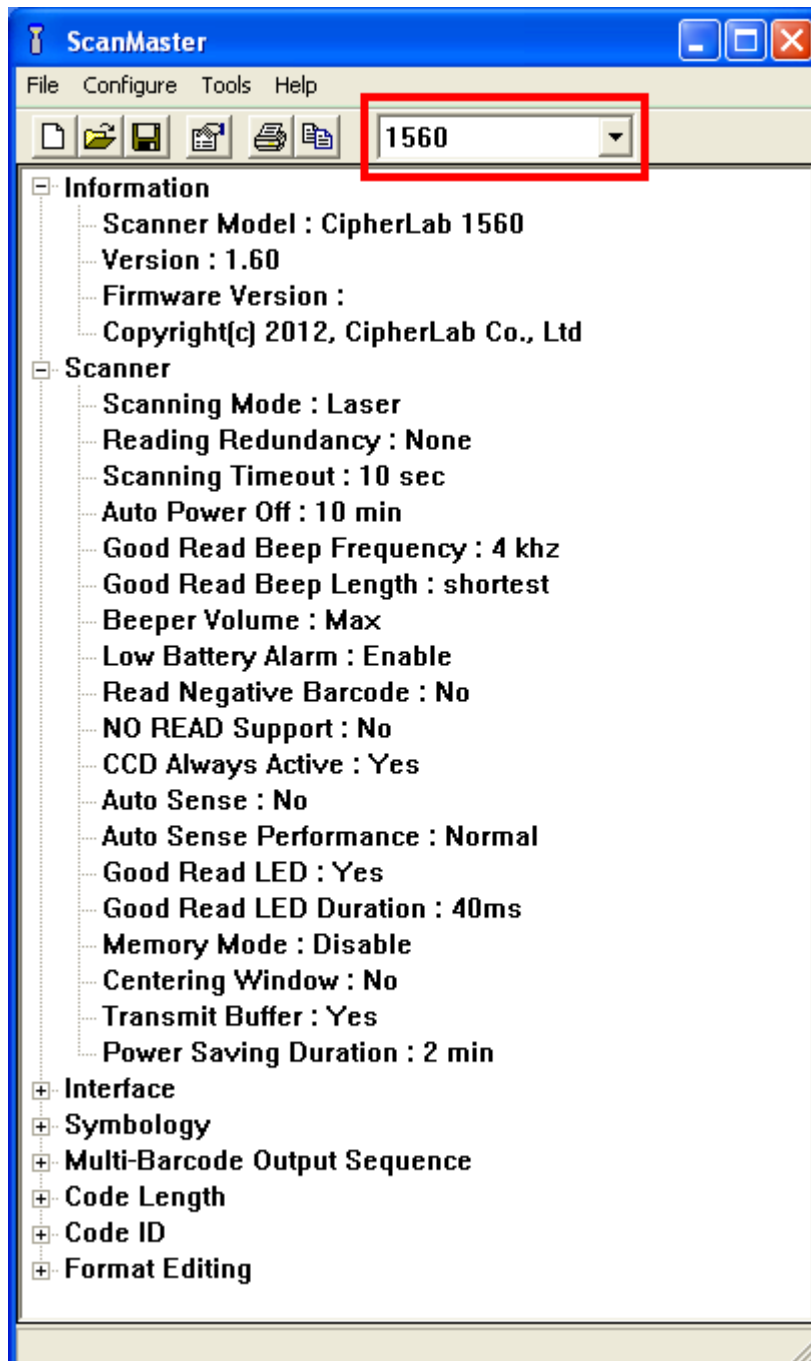 ScanMaster
File Configure Tools Help
1560
Information
Scanner Model : CipherLab 1560
Version : 1.60
Firmware Version :
Copyright(c) 2012, CipherLab Co., Ltd
Scanner
Scanning Mode : Laser
Reading Redundancy : None
Scanning Timeout : 10 sec
Auto Power Off : 10 min
Good Read Beep Frequency : 4 khz
Good Read Beep Length : shortest
Beeper Volume : Max
Low Battery Alarm : Enable
Read Negative Barcode : No
NO READ Support : No
CCD Always Active : Yes
Auto Sense : No
Auto Sense Performance : Normal
Good Read LED : Yes
Good Read LED Duration : 40ms
Memory Mode : Disable
Centering Window : No
Transmit Buffer : Yes
Power Saving Duration : 2 min
Interface
Symbology
Multi-Barcode Output Sequence
Code Length
Code ID
Format Editing